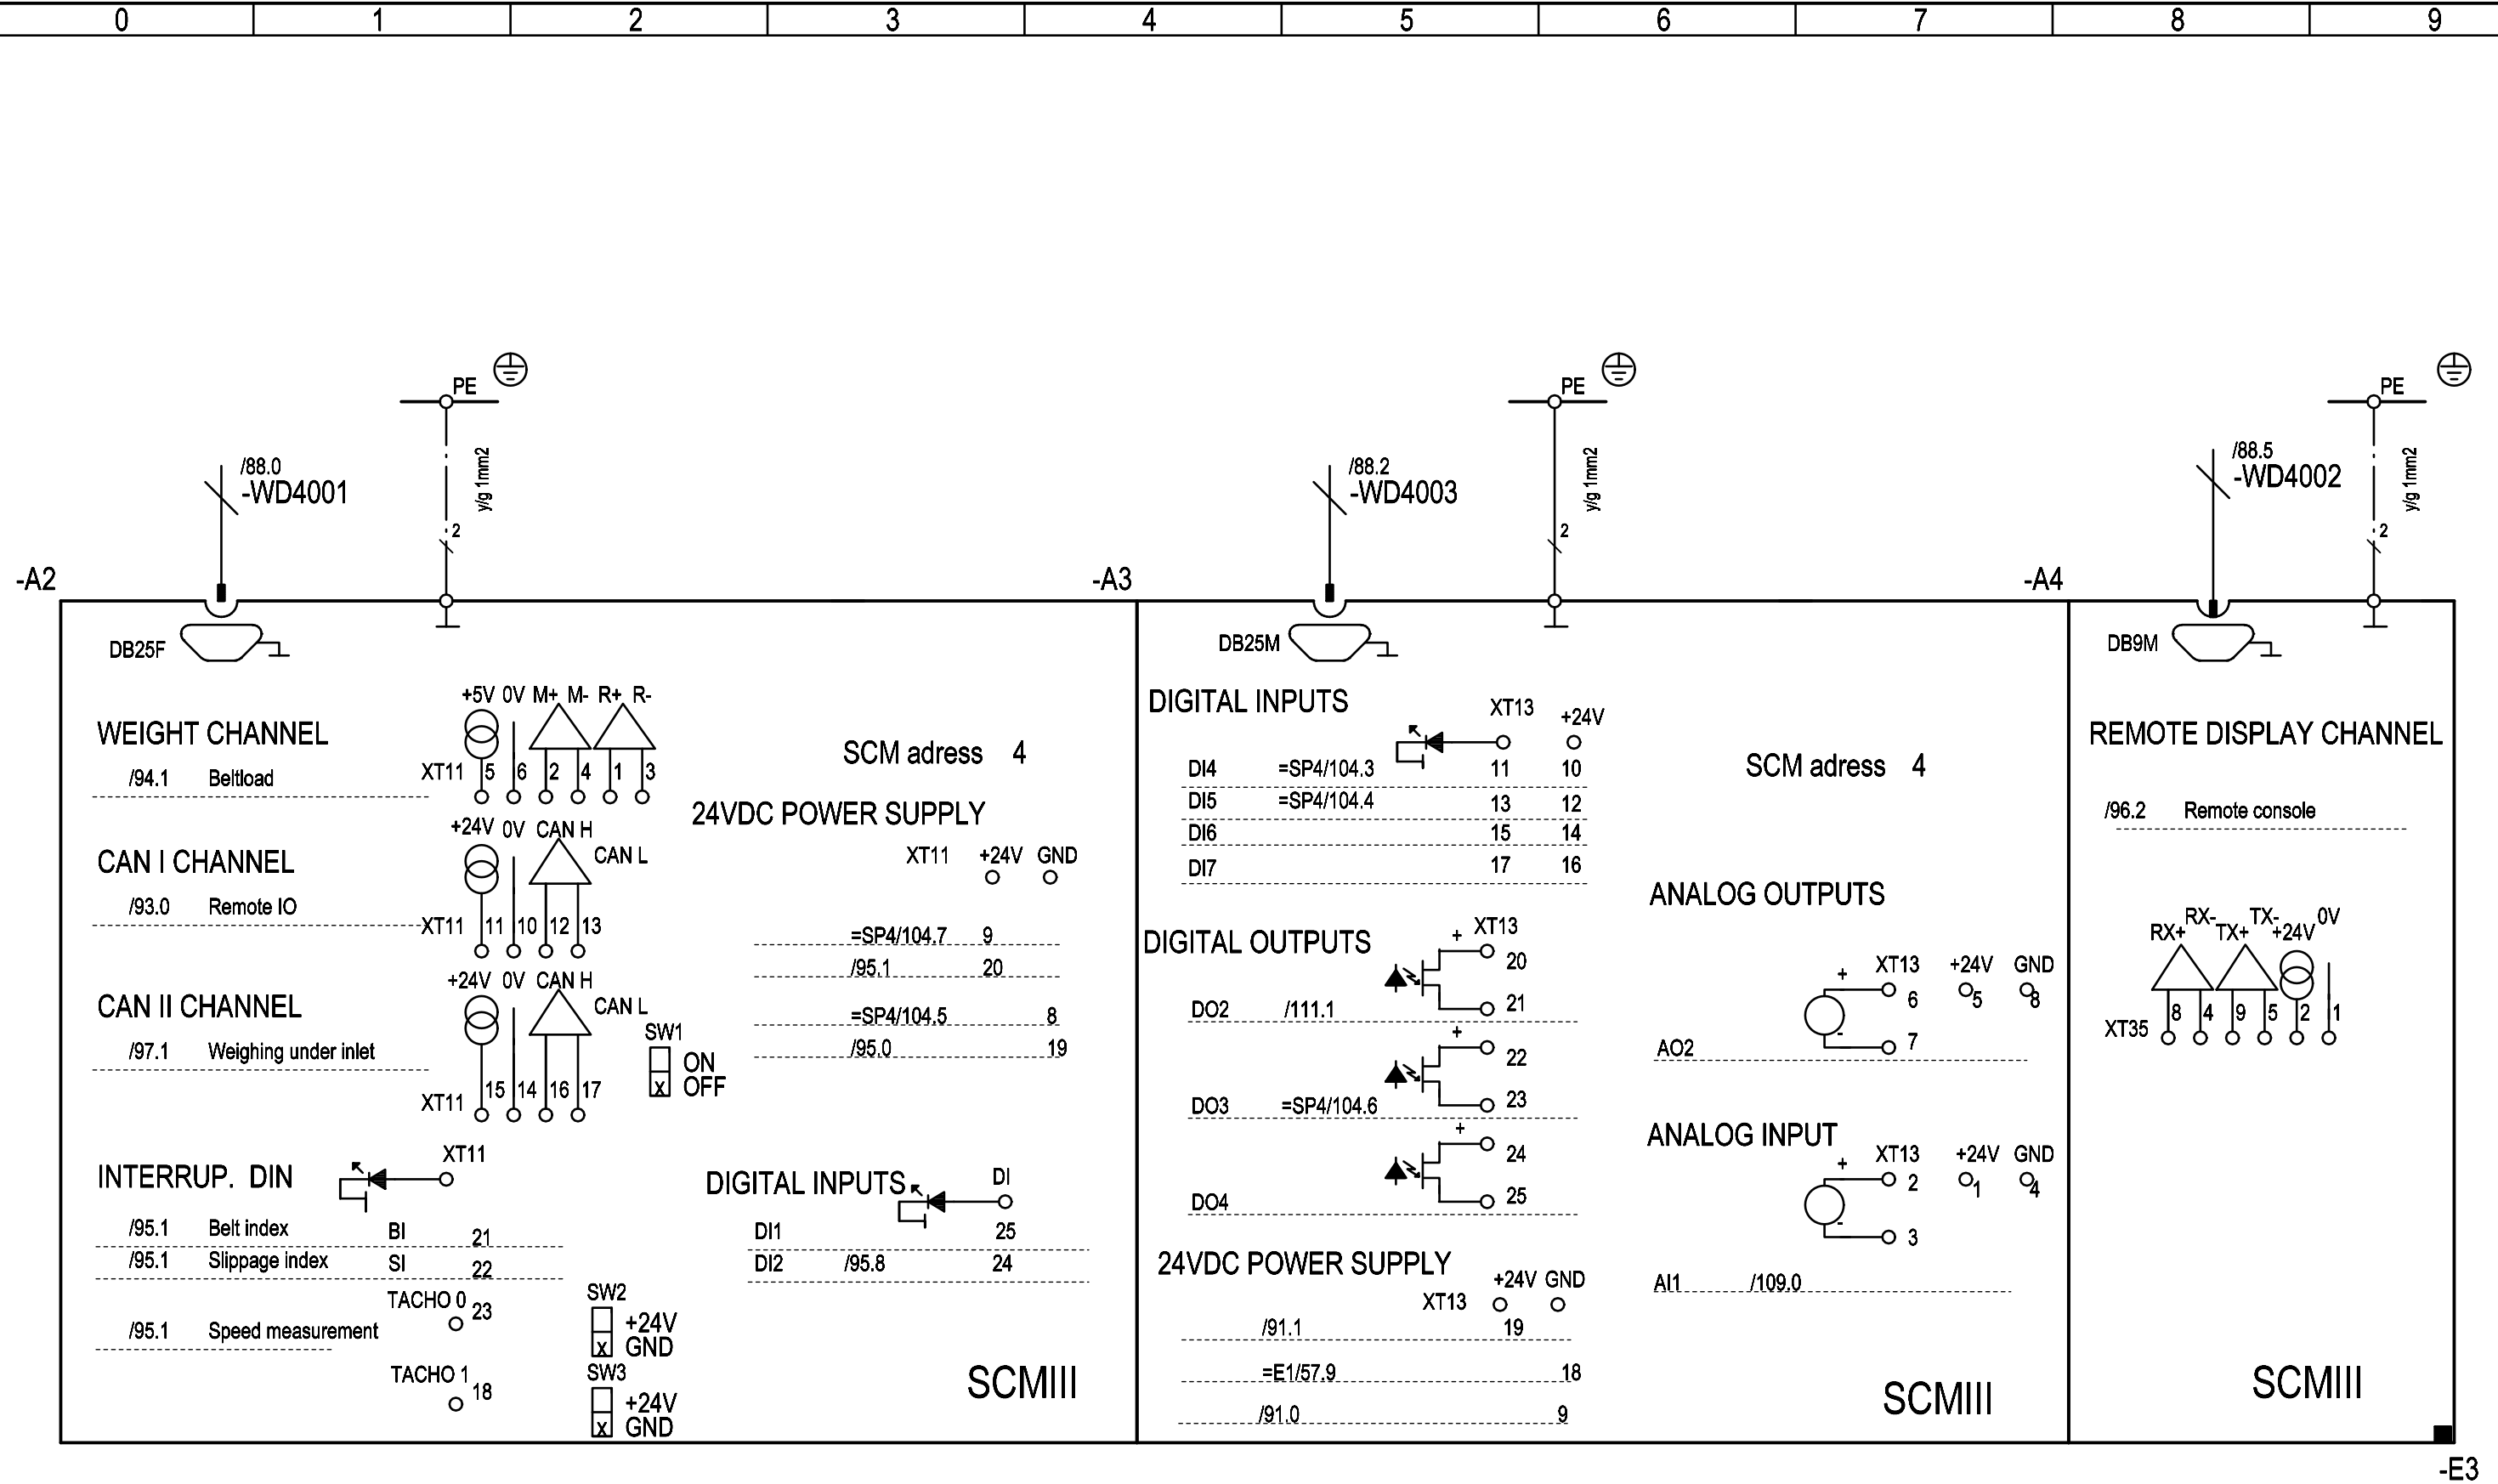 0 1 2 3 4 5 6 7 8 9
PE
/88.0
-WD4001
y/g 1mm2
2
PE
/88.2
-WD4003
y/g 1mm2
2
PE
/88.5
-WD4002
y/g 1mm2
2
-A2
DB25F
+5V 0V M+ M- R+ R-
WEIGHT CHANNEL
/94.1 Beltload
XT11 5 6 2 4 1 3
+24V 0V CAN H
CAN L
CAN I CHANNEL
/93.0 Remote IO
XT11 11 10 12 13
+24V 0V CAN H
CAN L
CAN II CHANNEL
/97.1 Weighing under inlet
XT11 15 14 16 17
SW1
ON
X OFF
INTERRUP. DIN
XT11
/95.1 Belt index BI 21
/95.1 Slippage index SI 22
TACHO 0 23
/95.1 Speed measurement
TACHO 1 18
SW2
+24V
X GND
SW3
+24V
X GND
SCM adress 4
24VDC POWER SUPPLY
XT11 +24V GND
=SP4/104.7 9
/95.1 20
=SP4/104.5 8
/95.0 19
DIGITAL INPUTS
DI
DI1 25
DI2 /95.8 24
SCMIII
-A3
DB25M
DIGITAL INPUTS
XT13 +24V
DI4 =SP4/104.3 11 10
DI5 =SP4/104.4 13 12
DI6 15 14
DI7 17 16
DIGITAL OUTPUTS
+ XT13
20
DO2 /111.1 21
+
22
DO3 =SP4/104.6 23
+
24
DO4 25
24VDC POWER SUPPLY
XT13 +24V GND
/91.1 19
=E1/57.9 18
/91.0 9
SCM adress 4
ANALOG OUTPUTS
+ XT13 +24V GND
6 5 8
- 7
AO2
ANALOG INPUT
+ XT13 +24V GND
2 1 4
- 3
AI1 /109.0
SCMIII
-A4
DB9M
REMOTE DISPLAY CHANNEL
/96.2 Remote console
RX+ RX- TX+ TX- +24V 0V
XT35 8 4 9 5 2 1
SCMIII
-E3